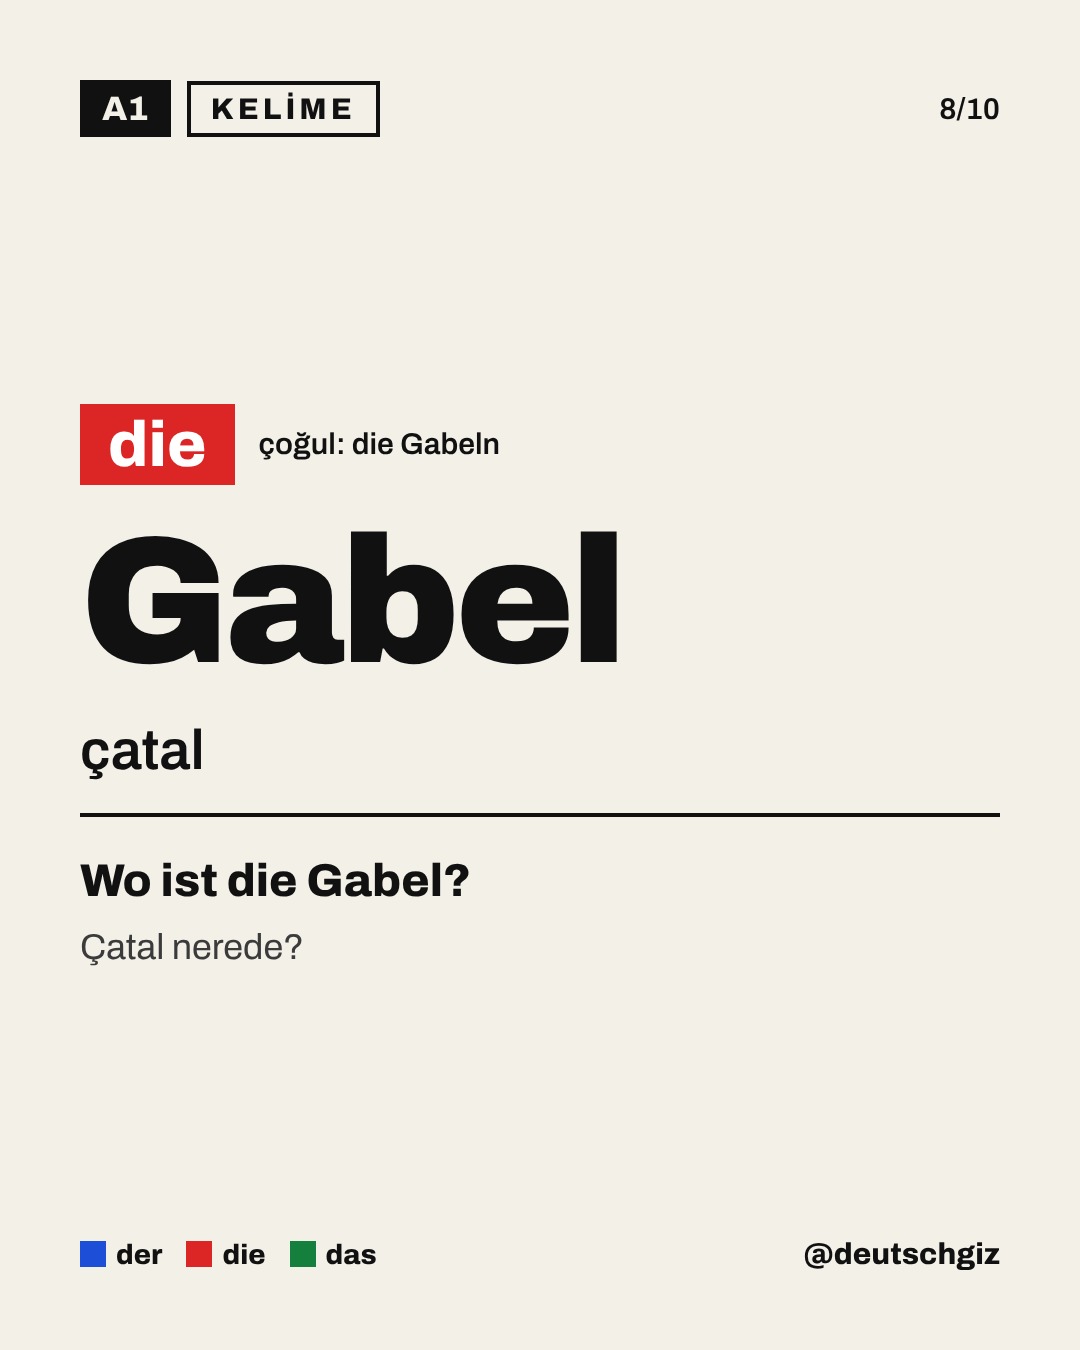 A1 KELİME 8/10
die çoğul: die Gabeln
Gabel
çatal
Wo ist die Gabel?
Çatal nerede?
der die das @deutschgiz